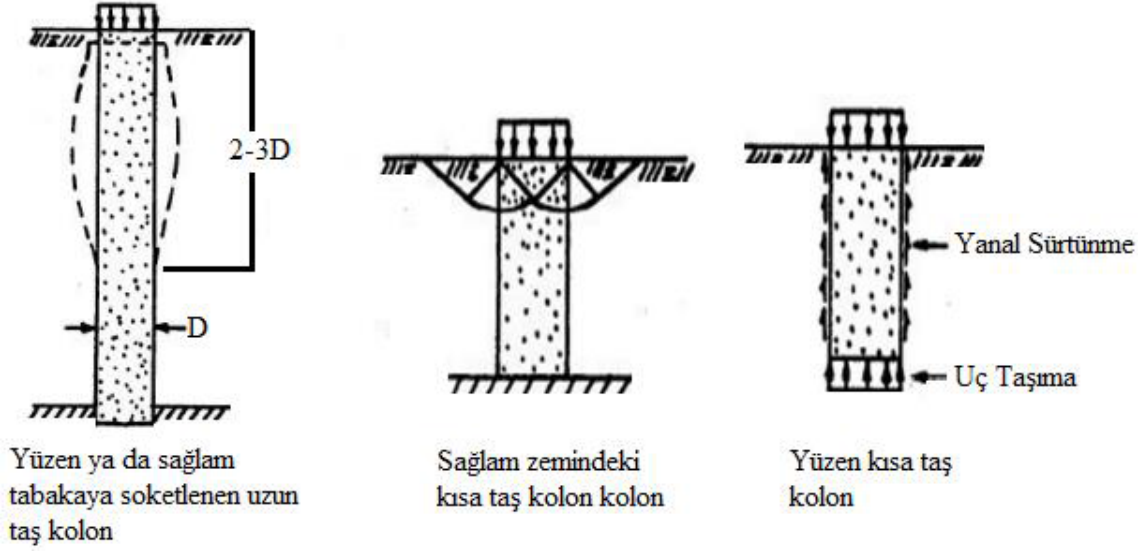 2-3D
D
Yüzen ya da sağlam
tabakaya soketlenen uzun
taş kolon
Sağlam zemindeki
kısa taş kolon kolon
Yanal Sürtünme
Uç Taşıma
Yüzen kısa taş
kolon